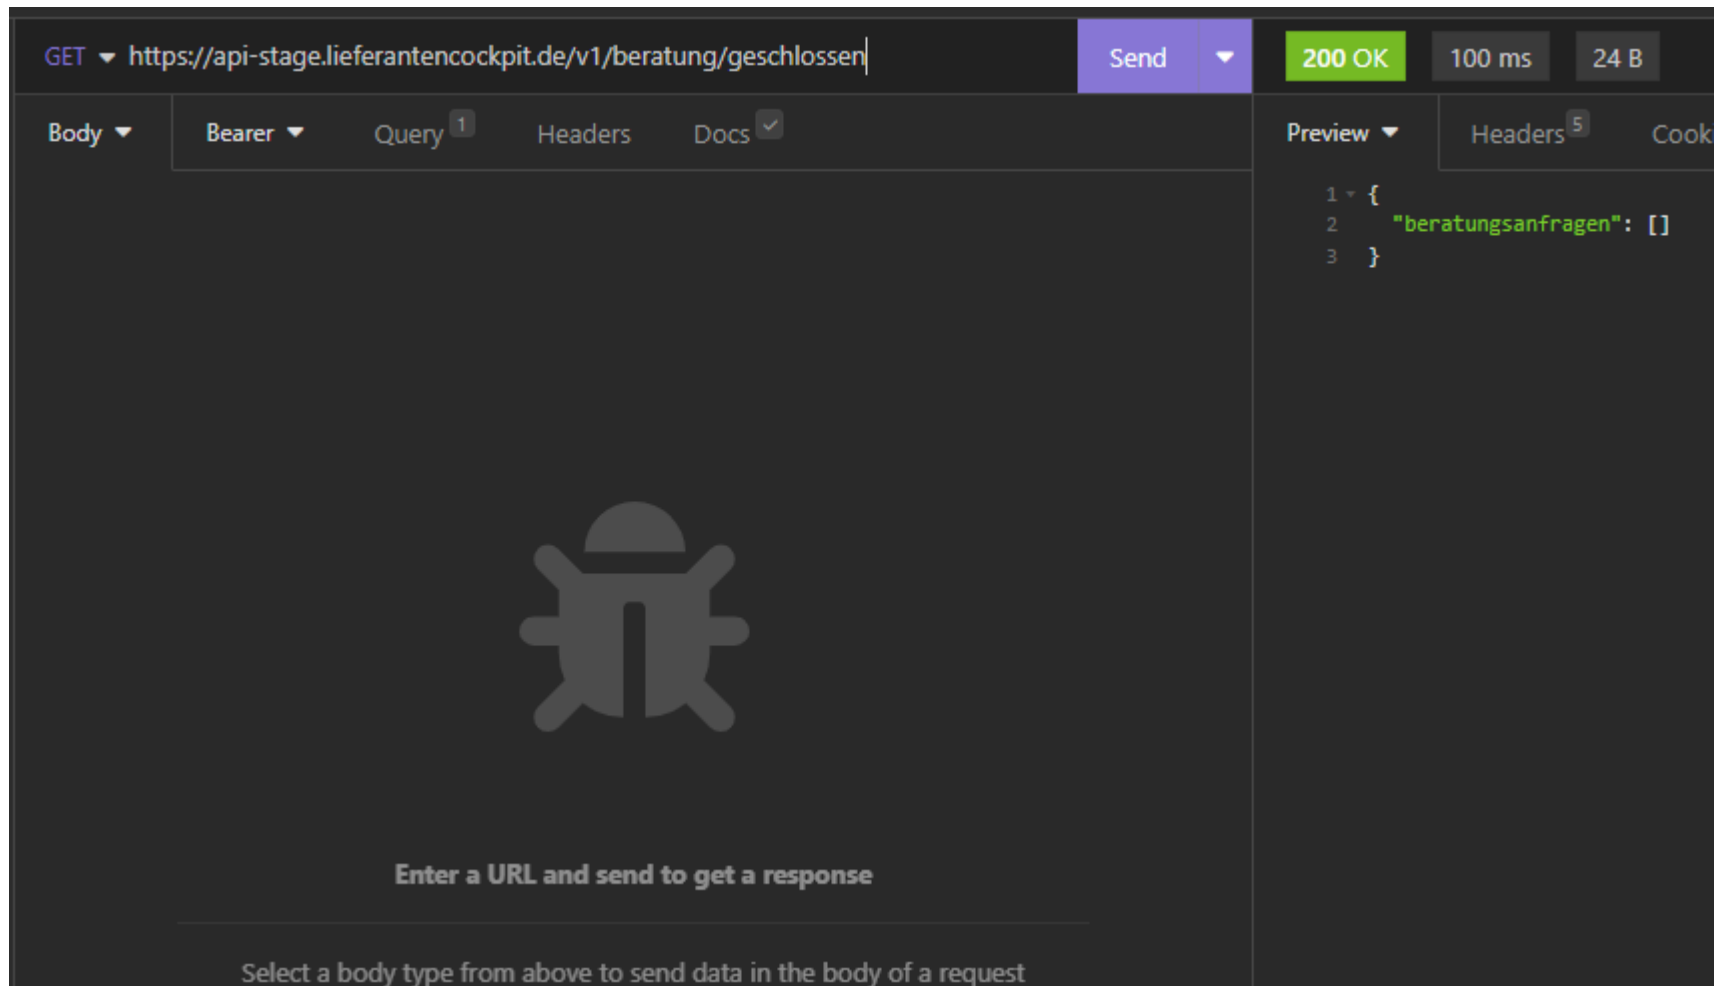 GET https://api-stage.lieferantencockpit.de/v1/beratung/geschlossen Send 200 OK 100 ms 24 B
Body Bearer Query 1 Headers Docs Preview Headers 5 Cook
1 {
2 "beratungsanfragen": []
3 }
Enter a URL and send to get a response
Select a body type from above to send data in the body of a request